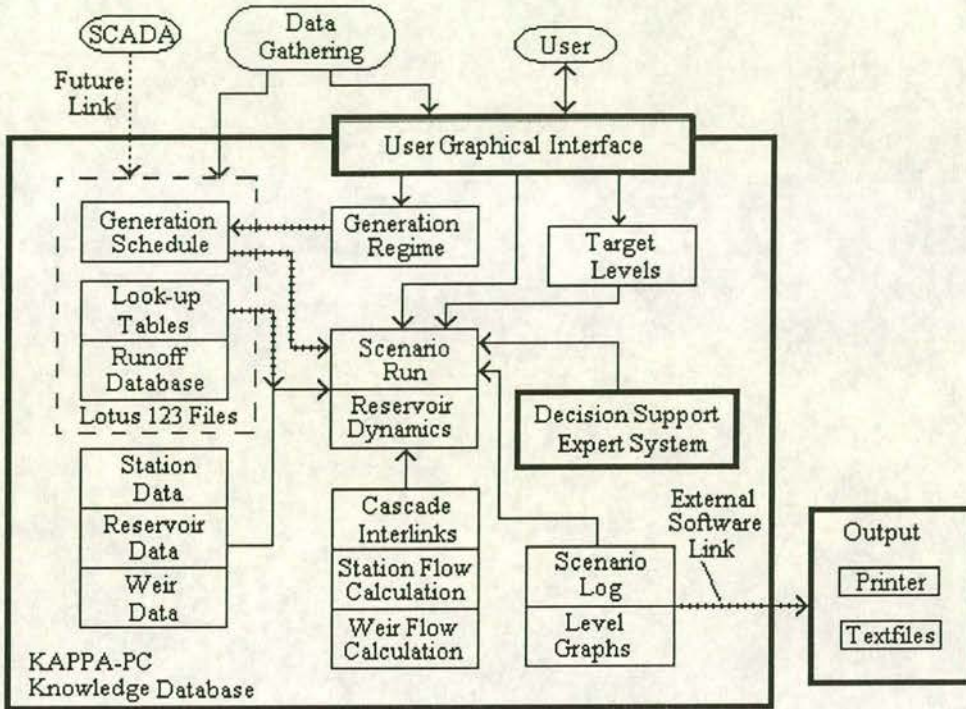 SCADA
Data
Gathering
User
Future
Link
User Graphical Interface
Generation
Schedule
Generation
Regime
Target
Levels
Look-up
Tables
Runoff
Database
Lotus 123 Files
Scenario
Run
Reservoir
Dynamics
Decision Support
Expert System
Station
Data
Reservoir
Data
Weir
Data
Cascade
Interlinks
Station Flow
Calculation
Weir Flow
Calculation
Scenario
Log
Level
Graphs
External
Software
Link
Output
Printer
Textfiles
KAPPA-PC
Knowledge Database